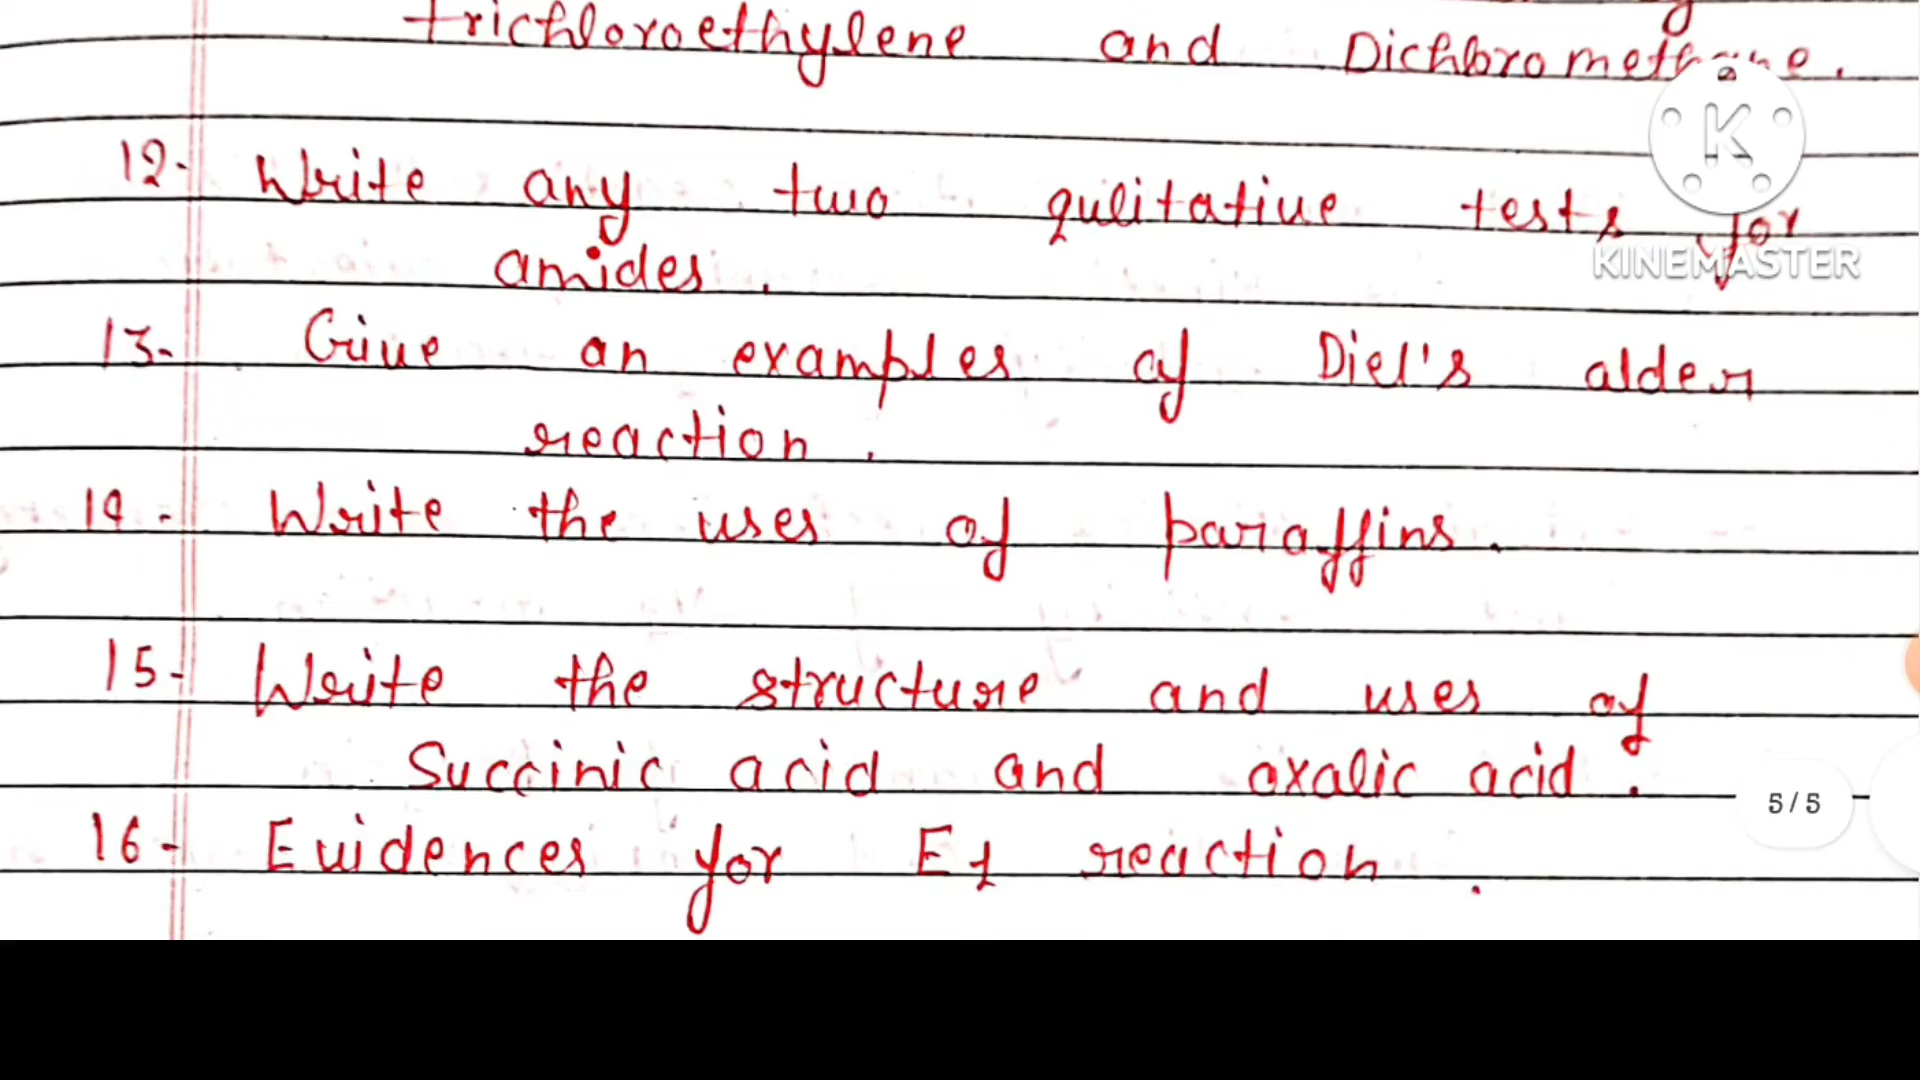 trichloroethylene and Dichloromethane.
12- Write any two qulitative tests for
amides.
13- Give an examples of Diel's alder
reaction.
14- Write the uses of paraffins.
15- Write the structure and uses of
Succinic acid and oxalic acid.
16- Evidences for E1 reaction.
K
KINEMASTER
5/5